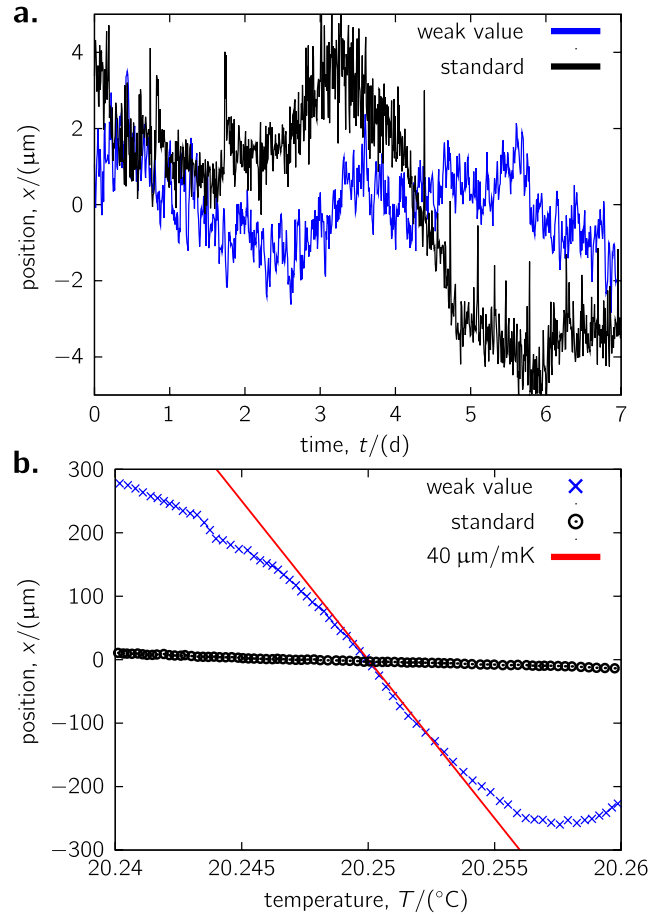 a.
weak value
standard
4
2
0
−2
−4
position, x/(μm)
0 1 2 3 4 5 6 7
time, t/(d)
b.
weak value
standard
40 μm/mK
300
200
100
0
−100
−200
−300
position, x/(μm)
20.24 20.245 20.25 20.255 20.26
temperature, T/(°C)